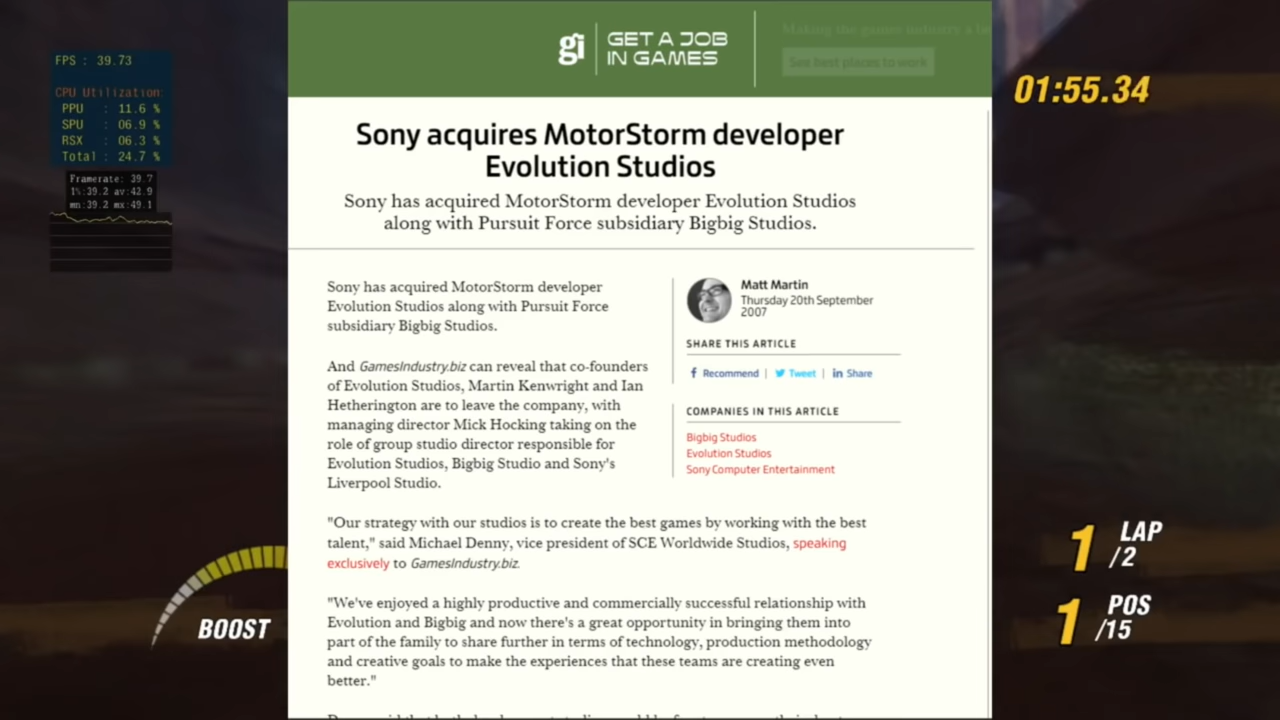 FPS : 39.73
CPU Utilization:
PPU : 11.6 %
SPU : 06.9 %
RSX : 06.3 %
Total : 24.7 %
Framerate: 39.7
1%:39.2 av:42.9
mn:39.2 mx:49.1
gi
GET A JOB
IN GAMES
Making the games industry a be
See best places to work
01:55.34
Sony acquires MotorStorm developer
Evolution Studios
Sony has acquired MotorStorm developer Evolution Studios
along with Pursuit Force subsidiary Bigbig Studios.
Sony has acquired MotorStorm developer
Evolution Studios along with Pursuit Force
subsidiary Bigbig Studios.
And GamesIndustry.biz can reveal that co-founders
of Evolution Studios, Martin Kenwright and Ian
Hetherington are to leave the company, with
managing director Mick Hocking taking on the
role of group studio director responsible for
Evolution Studios, Bigbig Studio and Sony's
Liverpool Studio.
Matt Martin
Thursday 20th September
2007
SHARE THIS ARTICLE
Recommend | Tweet | in Share
COMPANIES IN THIS ARTICLE
Bigbig Studios
Evolution Studios
Sony Computer Entertainment
"Our strategy with our studios is to create the best games by working with the best
talent," said Michael Denny, vice president of SCE Worldwide Studios, speaking
exclusively to GamesIndustry.biz.
"We've enjoyed a highly productive and commercially successful relationship with
Evolution and Bigbig and now there's a great opportunity in bringing them into
part of the family to share further in terms of technology, production methodology
and creative goals to make the experiences that these teams are creating even
better."
BOOST
1 LAP
/2
1 POS
/15